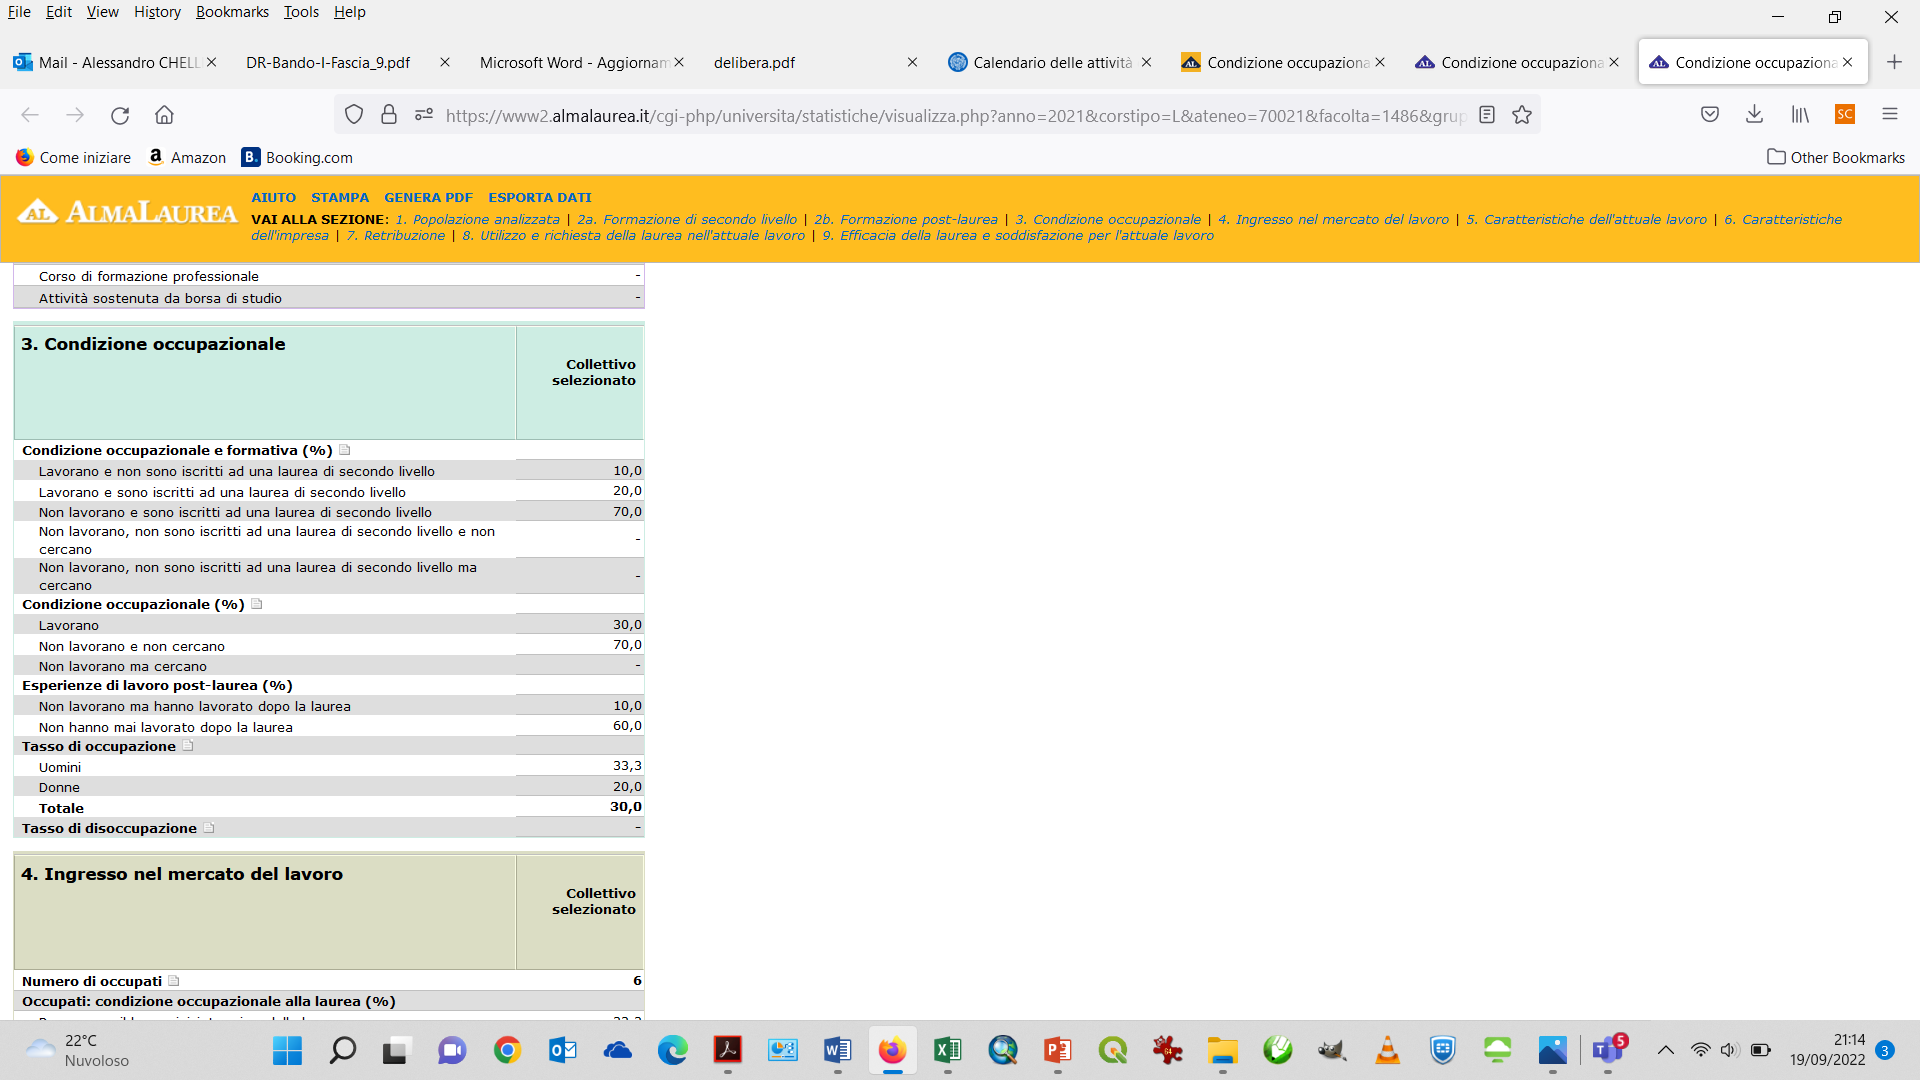 File Edit View History Bookmarks Tools Help
Mail - Alessandro CHELL
DR-Bando-I-Fascia_9.pdf
Microsoft Word - Aggiornam
delibera.pdf
Calendario delle attività
Condizione occupaziona
Condizione occupaziona
Condizione occupaziona
https://www2.almalaurea.it/cgi-php/universita/statistiche/visualizza.php?anno=2021&corstipo=L&ateneo=70021&facolta=1486&grup
SC
Come iniziare Amazon Booking.com Other Bookmarks
AL ALMALAUREA
AIUTO STAMPA GENERA PDF ESPORTA DATI
VAI ALLA SEZIONE: 1. Popolazione analizzata | 2a. Formazione di secondo livello | 2b. Formazione post-laurea | 3. Condizione occupazionale | 4. Ingresso nel mercato del lavoro | 5. Caratteristiche dell'attuale lavoro | 6. Caratteristiche
dell'impresa | 7. Retribuzione | 8. Utilizzo e richiesta della laurea nell'attuale lavoro | 9. Efficacia della laurea e soddisfazione per l'attuale lavoro
Corso di formazione professionale -
Attività sostenuta da borsa di studio -
3. Condizione occupazionale
Collettivo
selezionato
Condizione occupazionale e formativa (%)
Lavorano e non sono iscritti ad una laurea di secondo livello 10,0
Lavorano e sono iscritti ad una laurea di secondo livello 20,0
Non lavorano e sono iscritti ad una laurea di secondo livello 70,0
Non lavorano, non sono iscritti ad una laurea di secondo livello e non
cercano -
Non lavorano, non sono iscritti ad una laurea di secondo livello ma
cercano -
Condizione occupazionale (%)
Lavorano 30,0
Non lavorano e non cercano 70,0
Non lavorano ma cercano -
Esperienze di lavoro post-laurea (%)
Non lavorano ma hanno lavorato dopo la laurea 10,0
Non hanno mai lavorato dopo la laurea 60,0
Tasso di occupazione
Uomini 33,3
Donne 20,0
Totale 30,0
Tasso di disoccupazione -
4. Ingresso nel mercato del lavoro
Collettivo
selezionato
Numero di occupati 6
Occupati: condizione occupazionale alla laurea (%)
22°C
Nuvoloso
5
21:14
19/09/2022
3